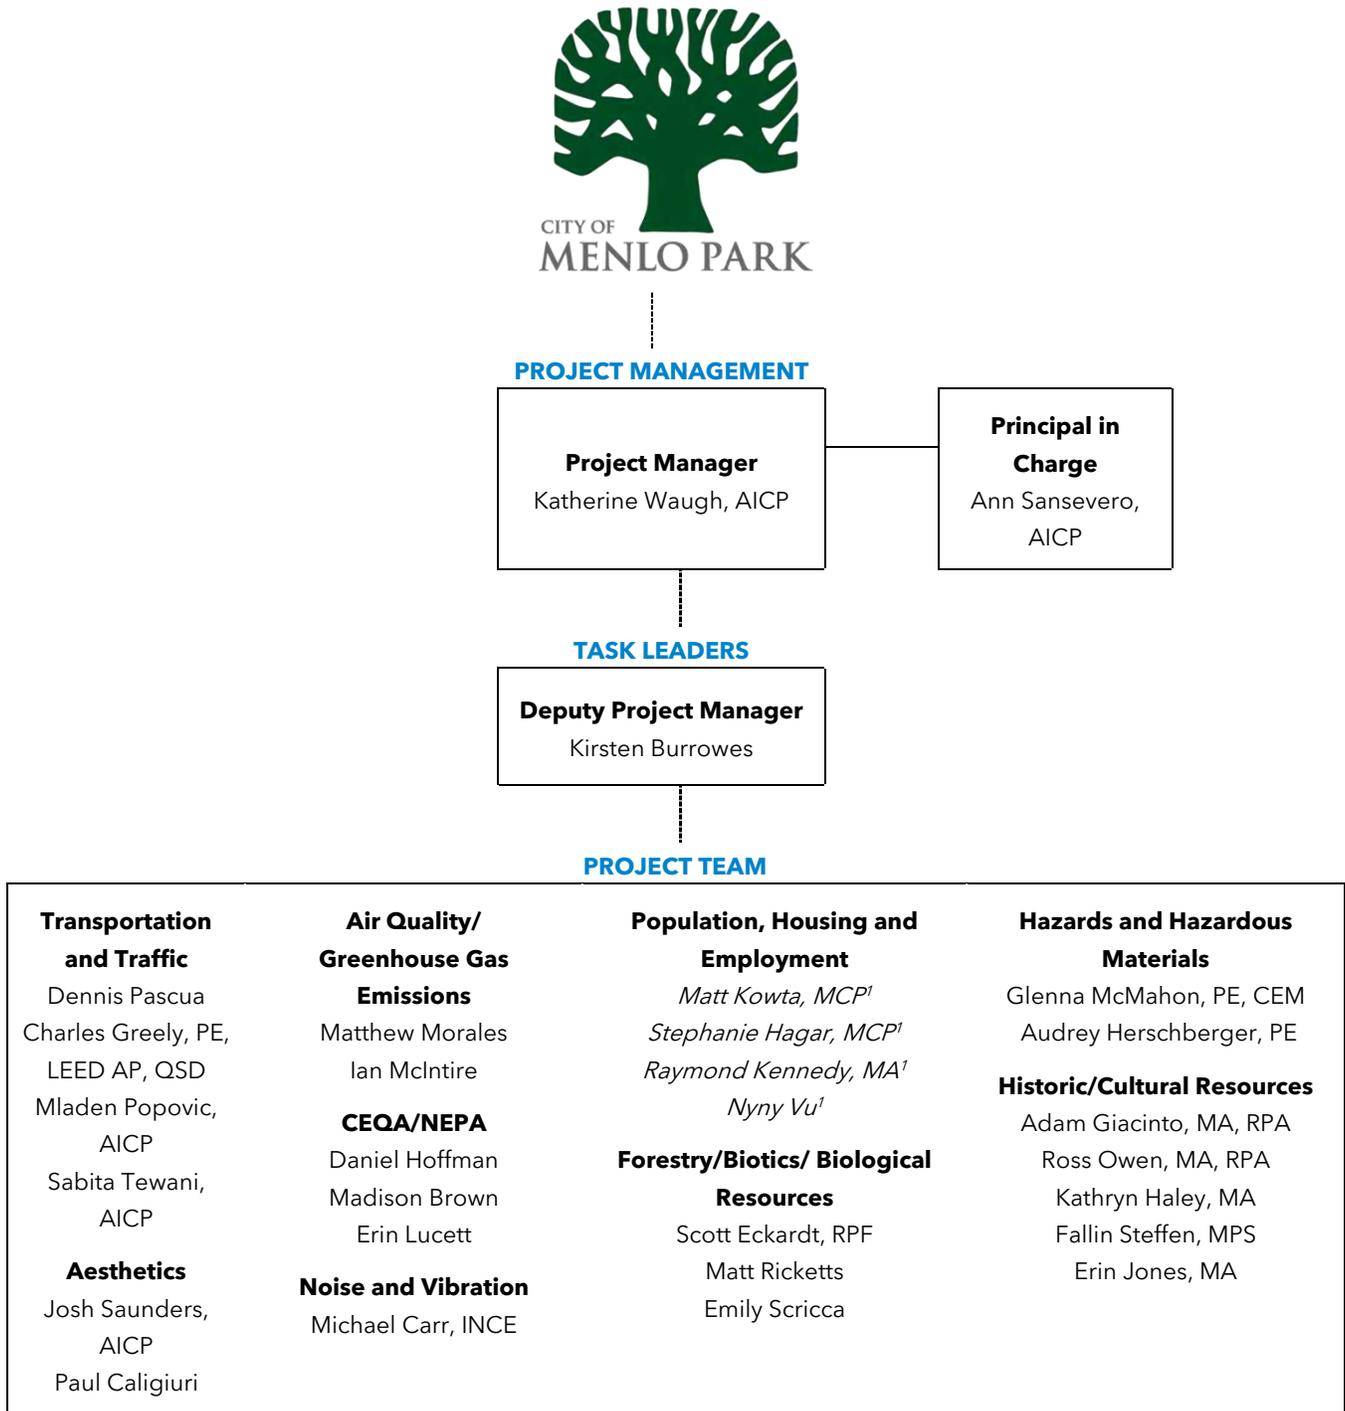 CITY OF
MENLO PARK
PROJECT MANAGEMENT
Project Manager
Katherine Waugh, AICP
Principal in
Charge
Ann Sansevero,
AICP
TASK LEADERS
Deputy Project Manager
Kirsten Burrowes
PROJECT TEAM
Transportation
and Traffic
Dennis Pascua
Charles Greely, PE,
LEED AP, QSD
Mladen Popovic,
AICP
Sabita Tewani,
AICP
Aesthetics
Josh Saunders,
AICP
Paul Caligiuri
Air Quality/
Greenhouse Gas
Emissions
Matthew Morales
Ian McIntire
CEQA/NEPA
Daniel Hoffman
Madison Brown
Erin Lucett
Noise and Vibration
Michael Carr, INCE
Population, Housing and
Employment
Matt Kowta, MCP¹
Stephanie Hagar, MCP¹
Raymond Kennedy, MA¹
Nyny Vu¹
Forestry/Biotics/ Biological
Resources
Scott Eckardt, RPF
Matt Ricketts
Emily Scricca
Hazards and Hazardous
Materials
Glenna McMahon, PE, CEM
Audrey Herschberger, PE
Historic/Cultural Resources
Adam Giacinto, MA, RPA
Ross Owen, MA, RPA
Kathryn Haley, MA
Fallin Steffen, MPS
Erin Jones, MA